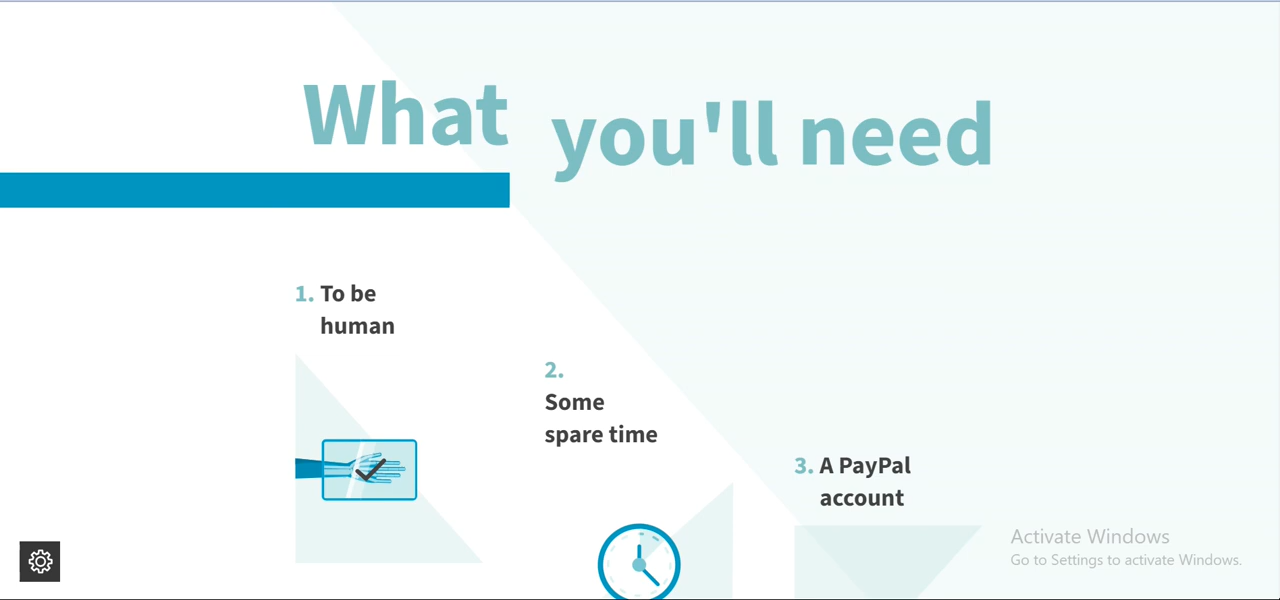 What you'll need
1. To be
human
2.
Some
spare time
3. A PayPal
account
Activate Windows
Go to Settings to activate Windows.